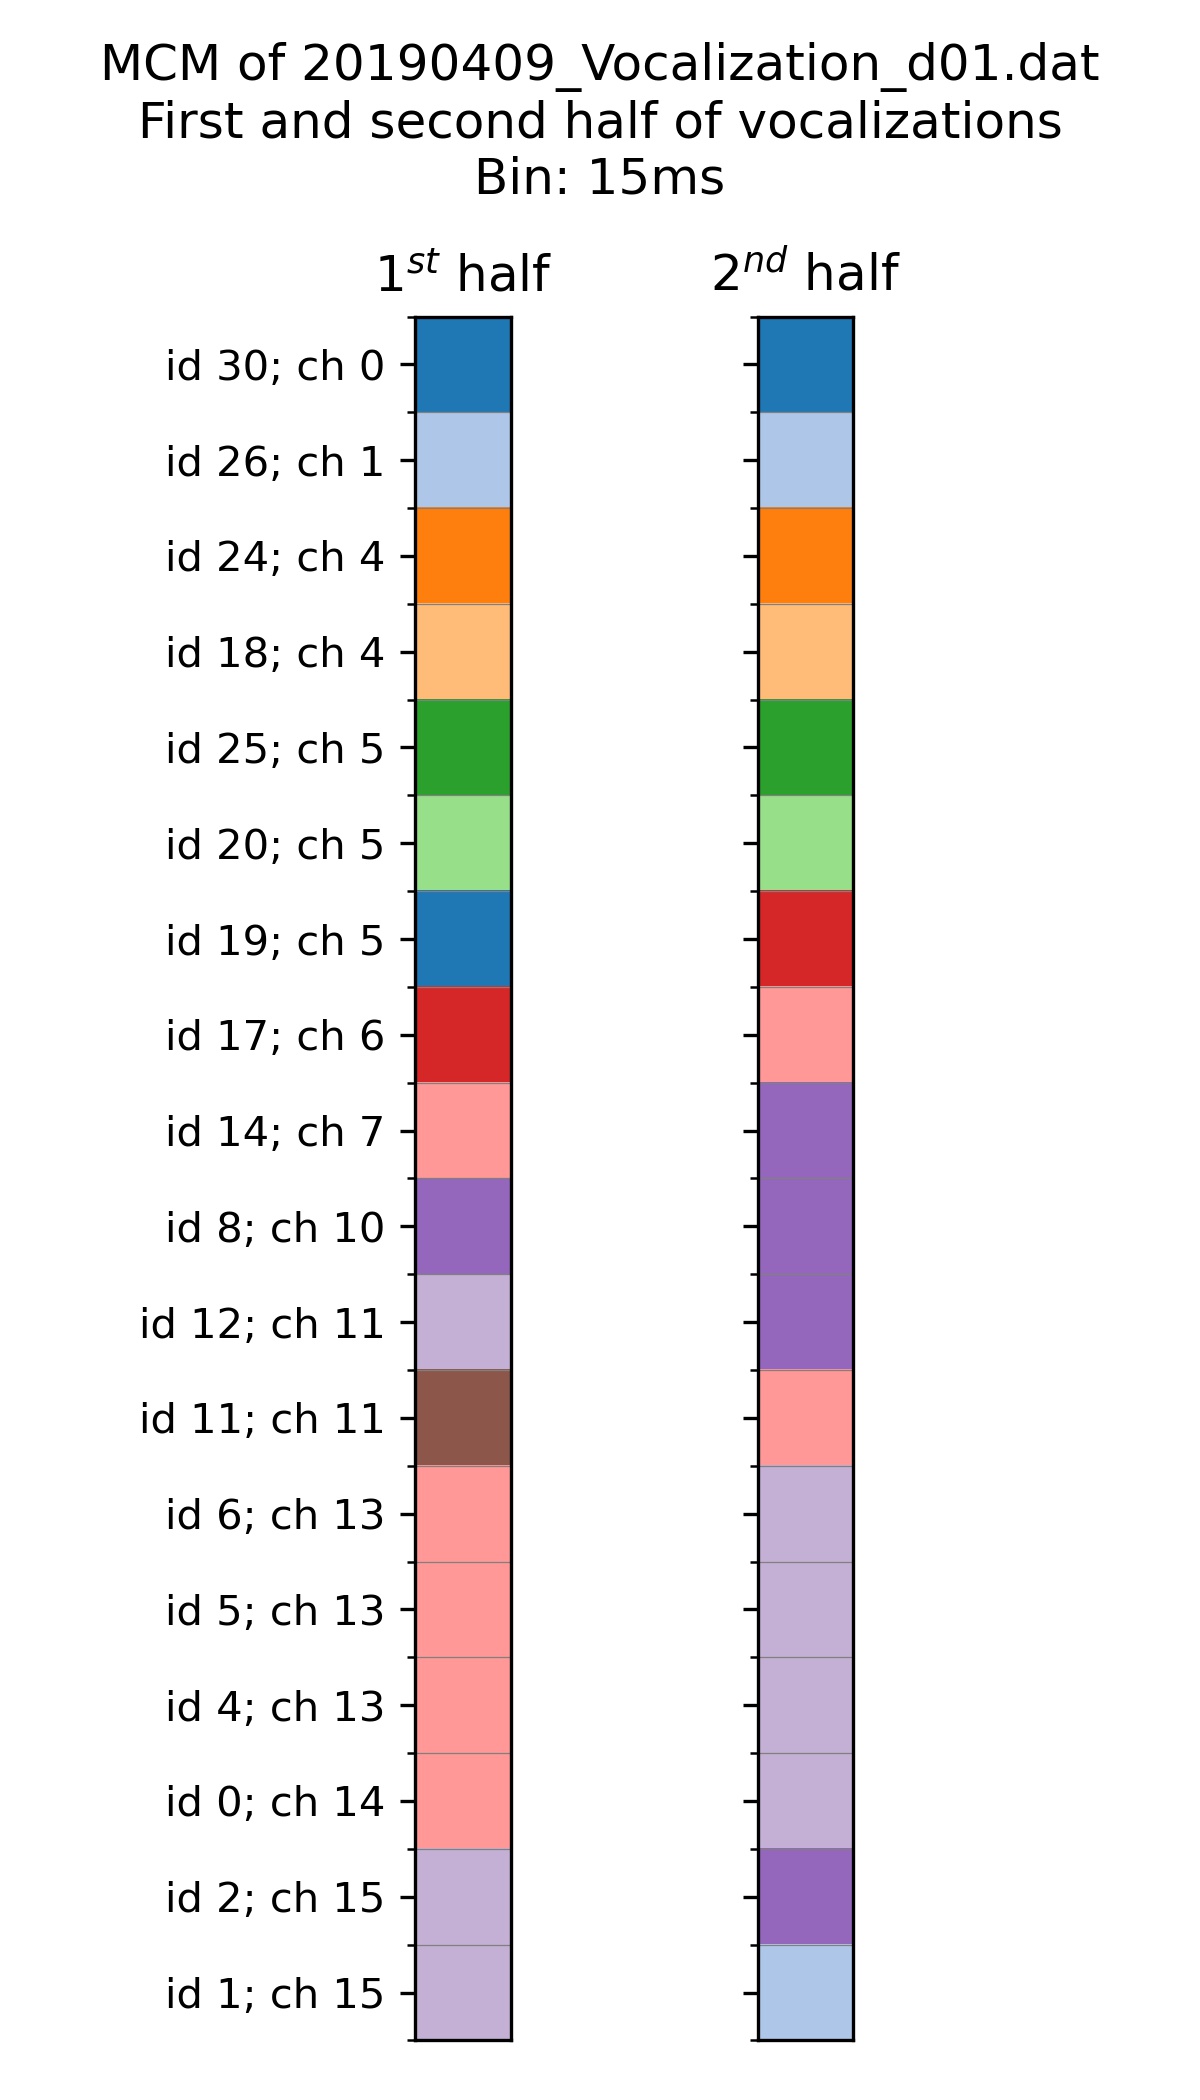 MCM of 20190409_Vocalization_d01.dat
First and second half of vocalizations
Bin: 15ms
1st half
2nd half
id 30; ch 0
id 26; ch 1
id 24; ch 4
id 18; ch 4
id 25; ch 5
id 20; ch 5
id 19; ch 5
id 17; ch 6
id 14; ch 7
id 8; ch 10
id 12; ch 11
id 11; ch 11
id 6; ch 13
id 5; ch 13
id 4; ch 13
id 0; ch 14
id 2; ch 15
id 1; ch 15